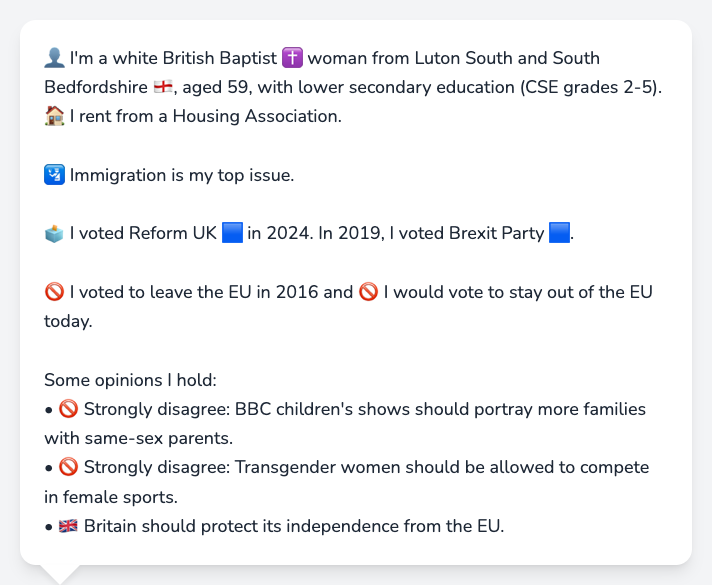 👤 I'm a white British Baptist ✝️ woman from Luton South and South
Bedfordshire 🏴󠁧󠁢󠁥󠁮󠁧󠁿, aged 59, with lower secondary education (CSE grades 2-5).
🏠 I rent from a Housing Association.
🛂 Immigration is my top issue.
🗳️ I voted Reform UK 🟦 in 2024. In 2019, I voted Brexit Party 🟦.
🚫 I voted to leave the EU in 2016 and 🚫 I would vote to stay out of the EU
today.
Some opinions I hold:
• 🚫 Strongly disagree: BBC children's shows should portray more families
with same-sex parents.
• 🚫 Strongly disagree: Transgender women should be allowed to compete
in female sports.
• 🇬🇧 Britain should protect its independence from the EU.